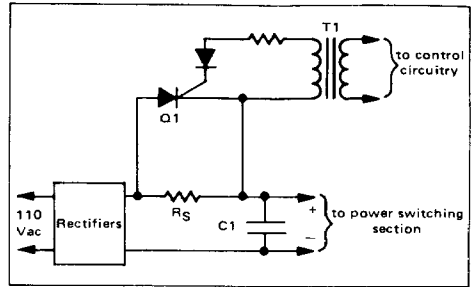 T1
to control
circuitry
Q1
110
Vac
Rectifiers
RS
C1
+
−
to power switching
section